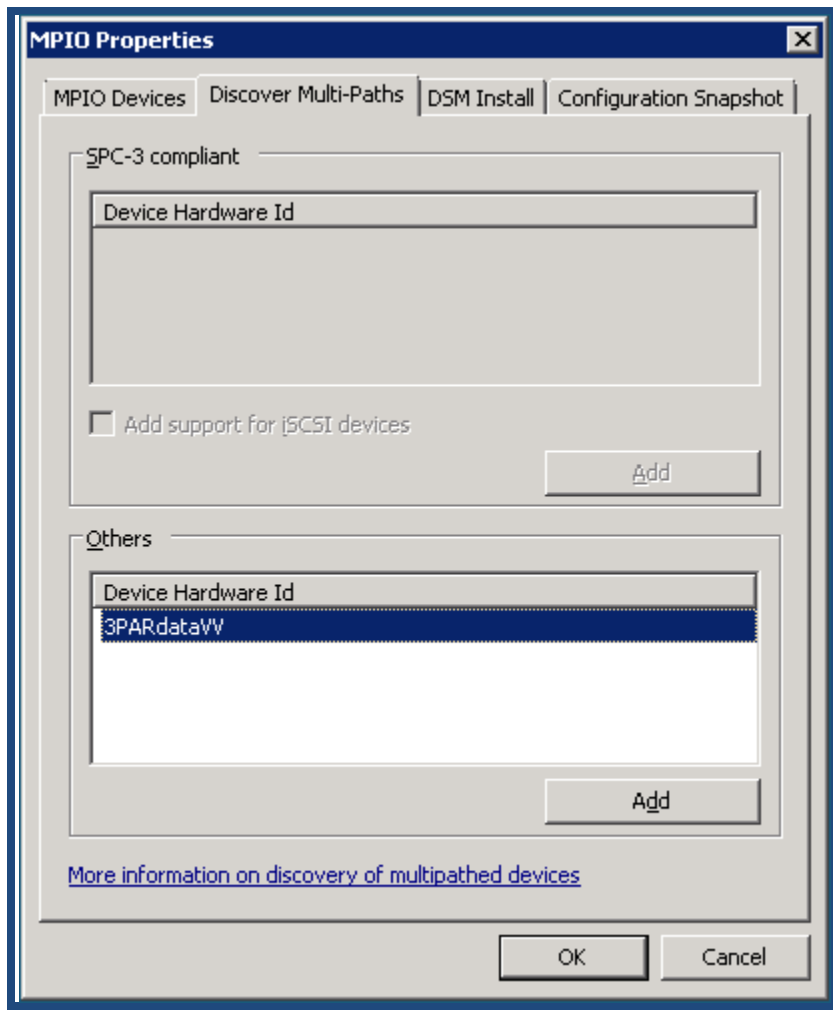 MPIO Properties
MPIO Devices
Discover Multi-Paths
DSM Install
Configuration Snapshot
SPC-3 compliant
Device Hardware Id
Add support for iSCSI devices
Add
Others
Device Hardware Id
3PARdataVV
Add
More information on discovery of multipathed devices
OK
Cancel